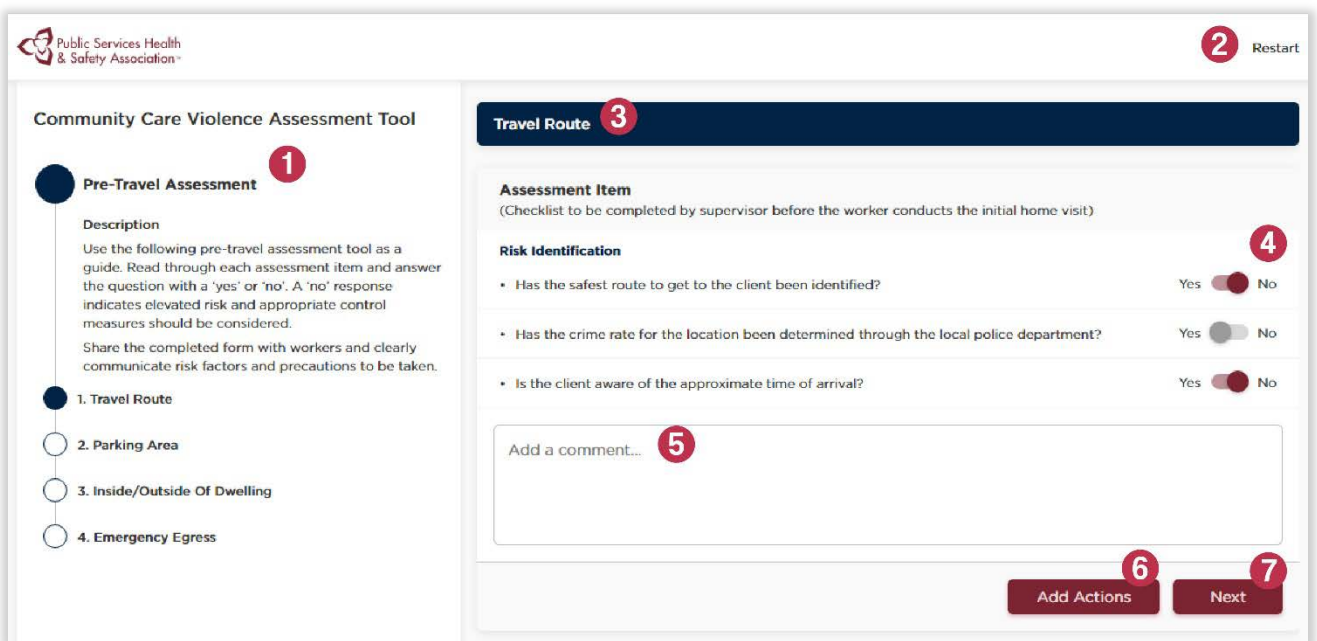 Public Services Health
& Safety Association™
2
Restart
Community Care Violence Assessment Tool
1
Pre-Travel Assessment
Description
Use the following pre-travel assessment tool as a
guide. Read through each assessment item and answer
the question with a ‘yes’ or ‘no’. A ‘no’ response
indicates elevated risk and appropriate control
measures should be considered.
Share the completed form with workers and clearly
communicate risk factors and precautions to be taken.
1. Travel Route
2. Parking Area
3. Inside/Outside Of Dwelling
4. Emergency Egress
Travel Route 3
Assessment Item
(Checklist to be completed by supervisor before the worker conducts the initial home visit)
Risk Identification 4
• Has the safest route to get to the client been identified? Yes No
• Has the crime rate for the location been determined through the local police department? Yes No
• Is the client aware of the approximate time of arrival? Yes No
Add a comment... 5
6 7
Add Actions Next